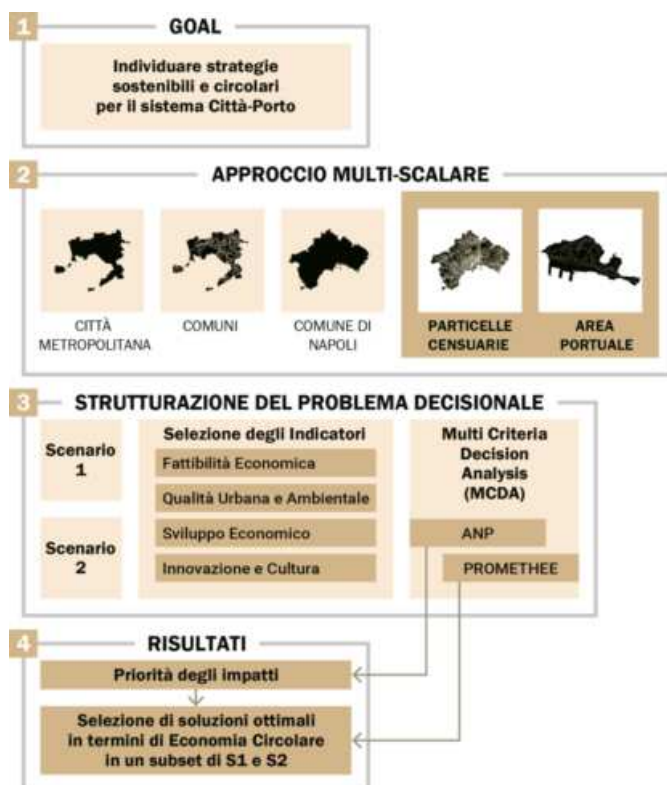 1
GOAL
Individuare strategie
sostenibili e circolari
per il sistema Città-Porto
2
APPROCCIO MULTI-SCALARE
CITTÀ
METROPOLITANA
COMUNI
COMUNE DI
NAPOLI
PARTICELLE
CENSUARIE
AREA
PORTUALE
3
STRUTTURAZIONE DEL PROBLEMA DECISIONALE
Scenario
1
Scenario
2
Selezione degli Indicatori
Fattibilità Economica
Qualità Urbana e Ambientale
Sviluppo Economico
Innovazione e Cultura
Multi Criteria
Decision
Analysis
(MCDA)
ANP
PROMETHEE
4
RISULTATI
Priorità degli impatti
Selezione di soluzioni ottimali
in termini di Economia Circolare
in un subset di S1 e S2